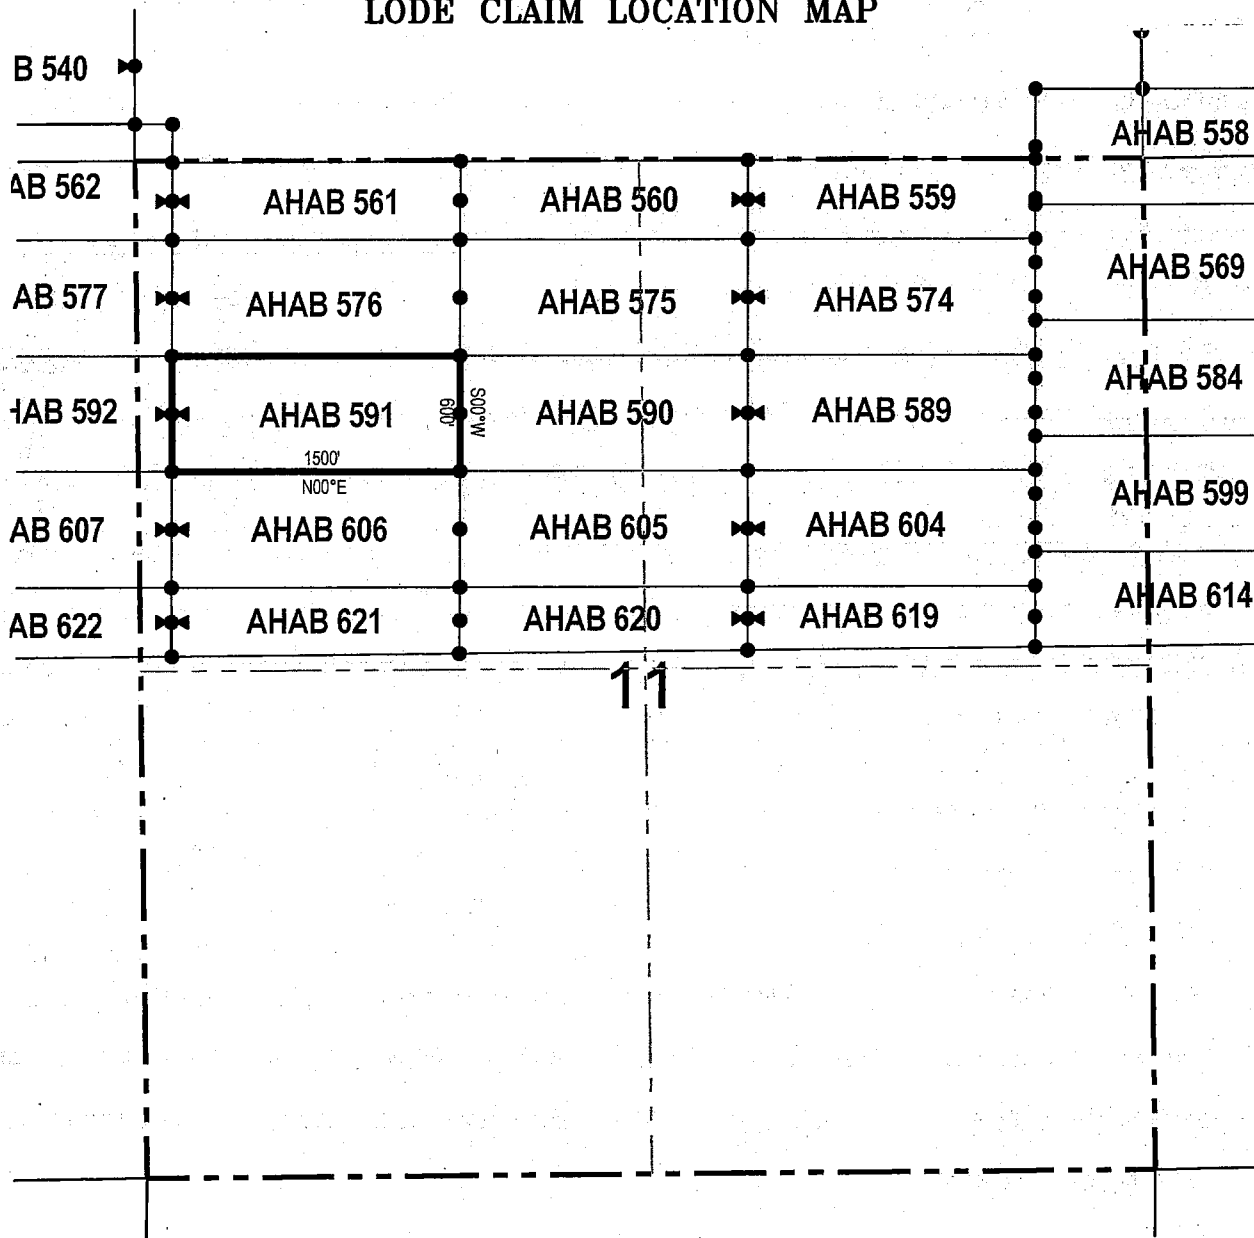 LODE CLAIM LOCATION MAP
B 540
AHAB 558
AB 562
AHAB 561
AHAB 560
AHAB 559
AHAB 569
AB 577
AHAB 576
AHAB 575
AHAB 574
AHAB 584
HAB 592
AHAB 591
600'
S00°W
AHAB 590
AHAB 589
1500'
N00°E
AHAB 599
AB 607
AHAB 606
AHAB 605
AHAB 604
AHAB 614
AB 622
AHAB 621
AHAB 620
AHAB 619
11